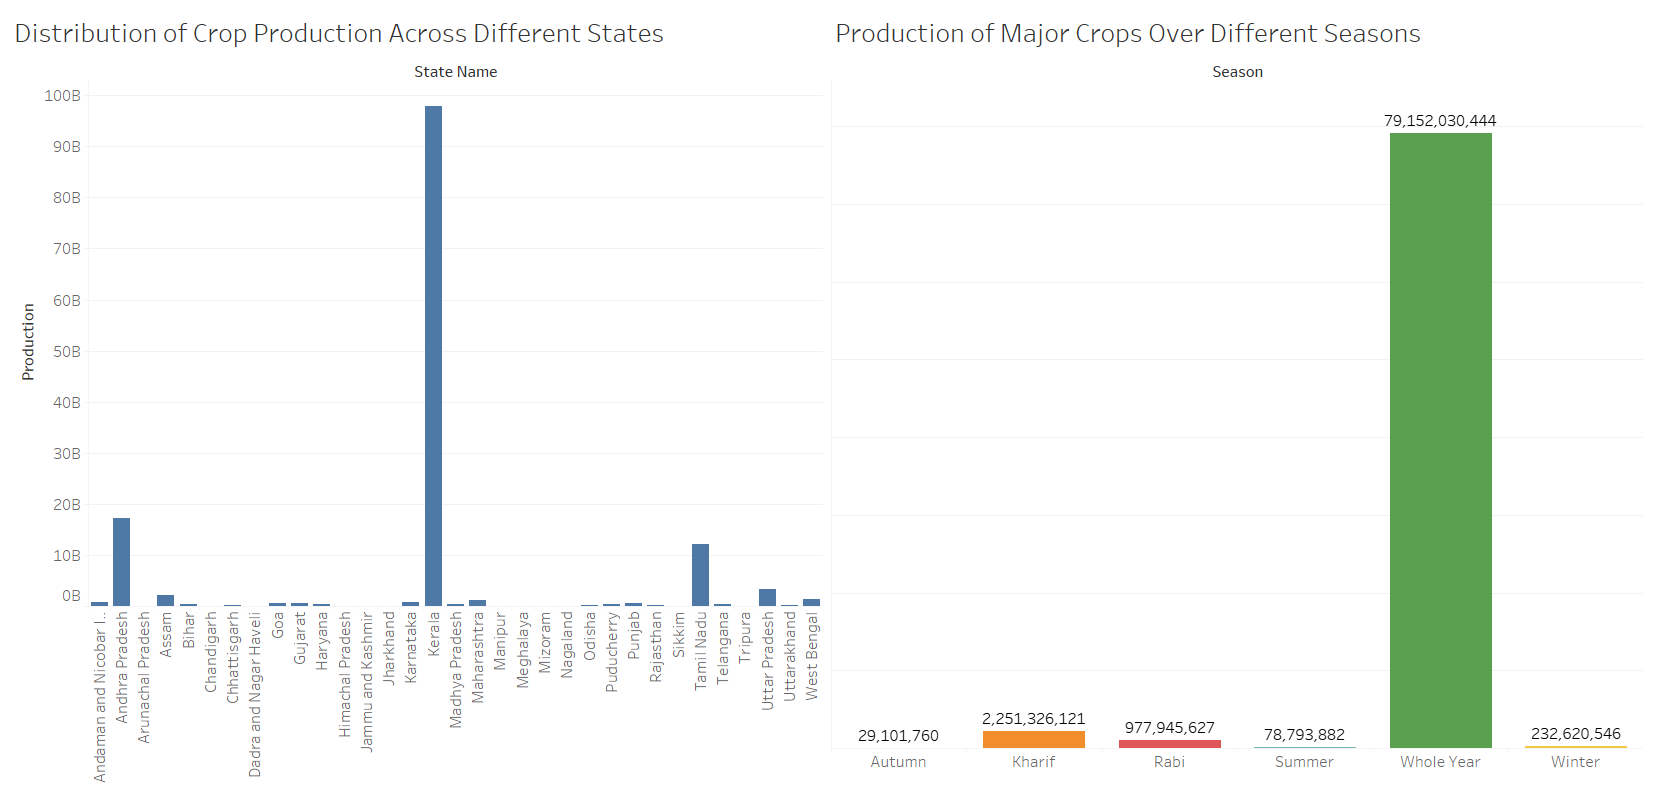 Distribution of Crop Production Across Different States
State Name
Production
100B
90B
80B
70B
60B
50B
40B
30B
20B
10B
0B
Andaman and Nicobar I..
Andhra Pradesh
Arunachal Pradesh
Assam
Bihar
Chandigarh
Chhattisgarh
Dadra and Nagar Haveli
Goa
Gujarat
Haryana
Himachal Pradesh
Jammu and Kashmir
Jharkhand
Karnataka
Kerala
Madhya Pradesh
Maharashtra
Manipur
Meghalaya
Mizoram
Nagaland
Odisha
Puducherry
Punjab
Rajasthan
Sikkim
Tamil Nadu
Telangana
Tripura
Uttar Pradesh
Uttarakhand
West Bengal
Production of Major Crops Over Different Seasons
Season
29,101,760
2,251,326,121
977,945,627
78,793,882
79,152,030,444
232,620,546
Autumn
Kharif
Rabi
Summer
Whole Year
Winter